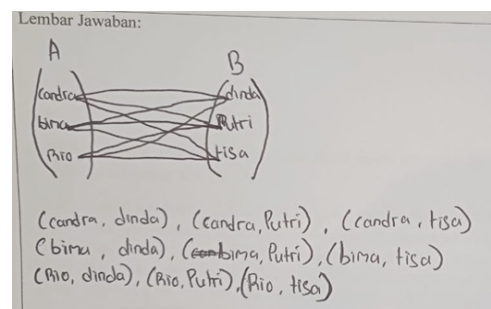 Lembar Jawaban:
A
B
Candra
dinda
bima
Putri
Rio
tisa
(candra, dinda), (Candra, Putri), (candra, tisa)
(bima, dinda), (bima, Putri), (bima, tisa)
(Rio, dinda), (Rio, Putri), (Rio, tisa)